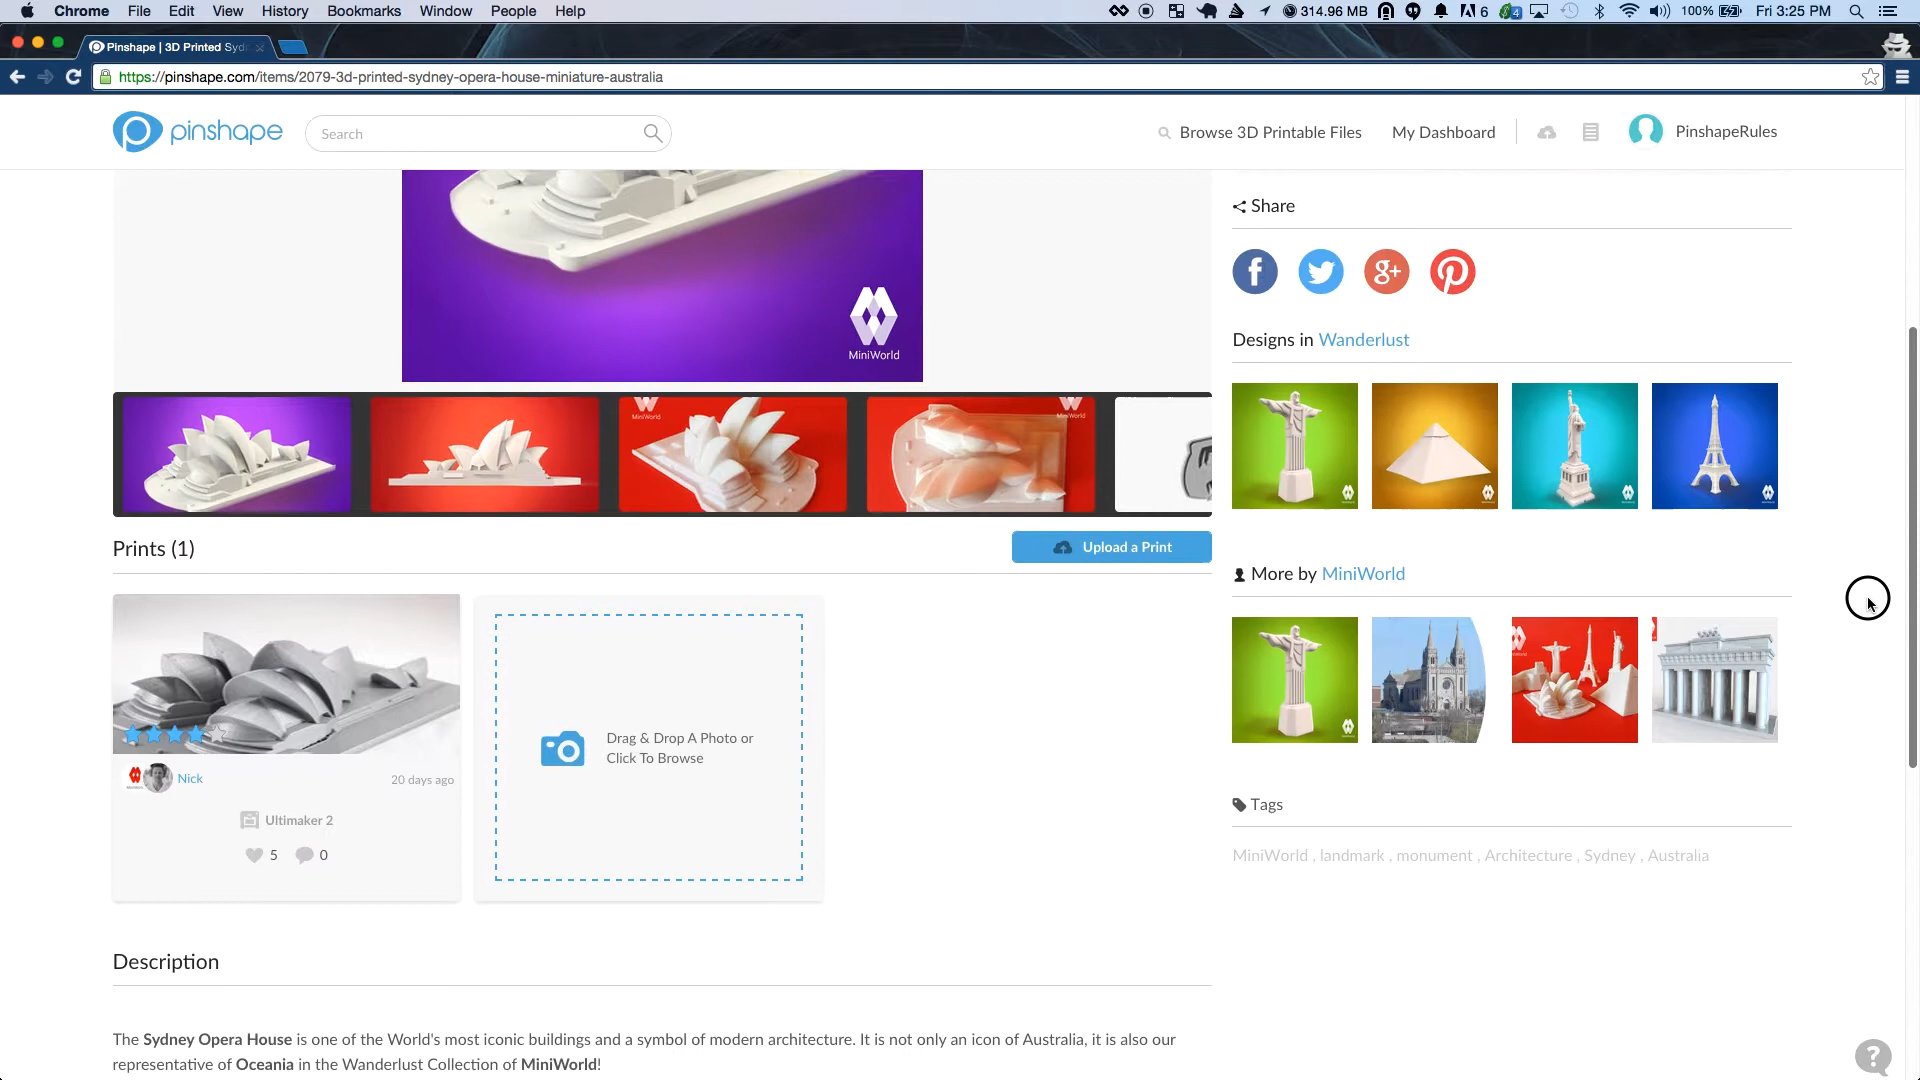 Chrome File Edit View History Bookmarks Window People Help
314.96 MB 6 4 100% Fri 3:25 PM
Pinshape | 3D Printed Syd
https://pinshape.com/items/2079-3d-printed-sydney-opera-house-miniature-australia
pinshape
Search
Browse 3D Printable Files
My Dashboard
PinshapeRules
MiniWorld
MiniWorld
MiniWorld
Share
f
g+
Designs in Wanderlust
Prints (1)
Upload a Print
More by MiniWorld
Drag & Drop A Photo or
Click To Browse
Nick
20 days ago
Ultimaker 2
5 0
Tags
MiniWorld , landmark , monument , Architecture , Sydney , Australia
Description
The Sydney Opera House is one of the World's most iconic buildings and a symbol of modern architecture. It is not only an icon of Australia, it is also our
representative of Oceania in the Wanderlust Collection of MiniWorld!
?